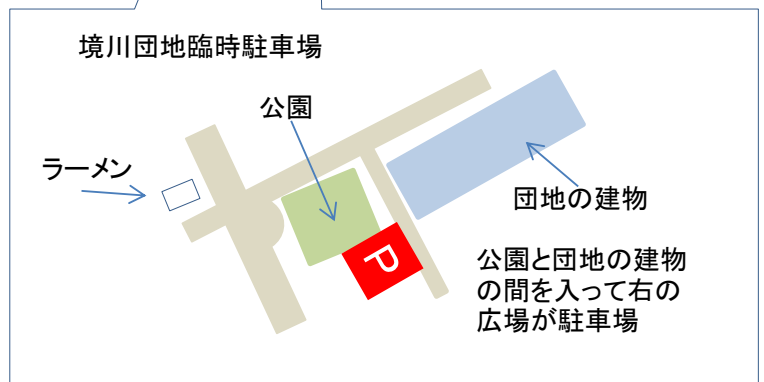 境川団地臨時駐車場
公園
ラーメン
団地の建物
P
公園と団地の建物
の間を入って右の
広場が駐車場